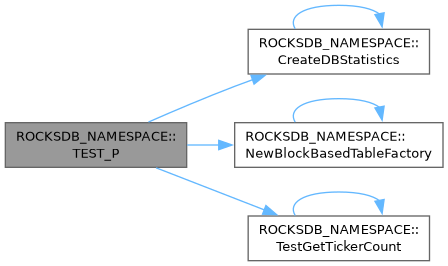 ROCKSDB_NAMESPACE::
CreateDBStatistics
ROCKSDB_NAMESPACE::
TEST_P
ROCKSDB_NAMESPACE::
NewBlockBasedTableFactory
ROCKSDB_NAMESPACE::
TestGetTickerCount